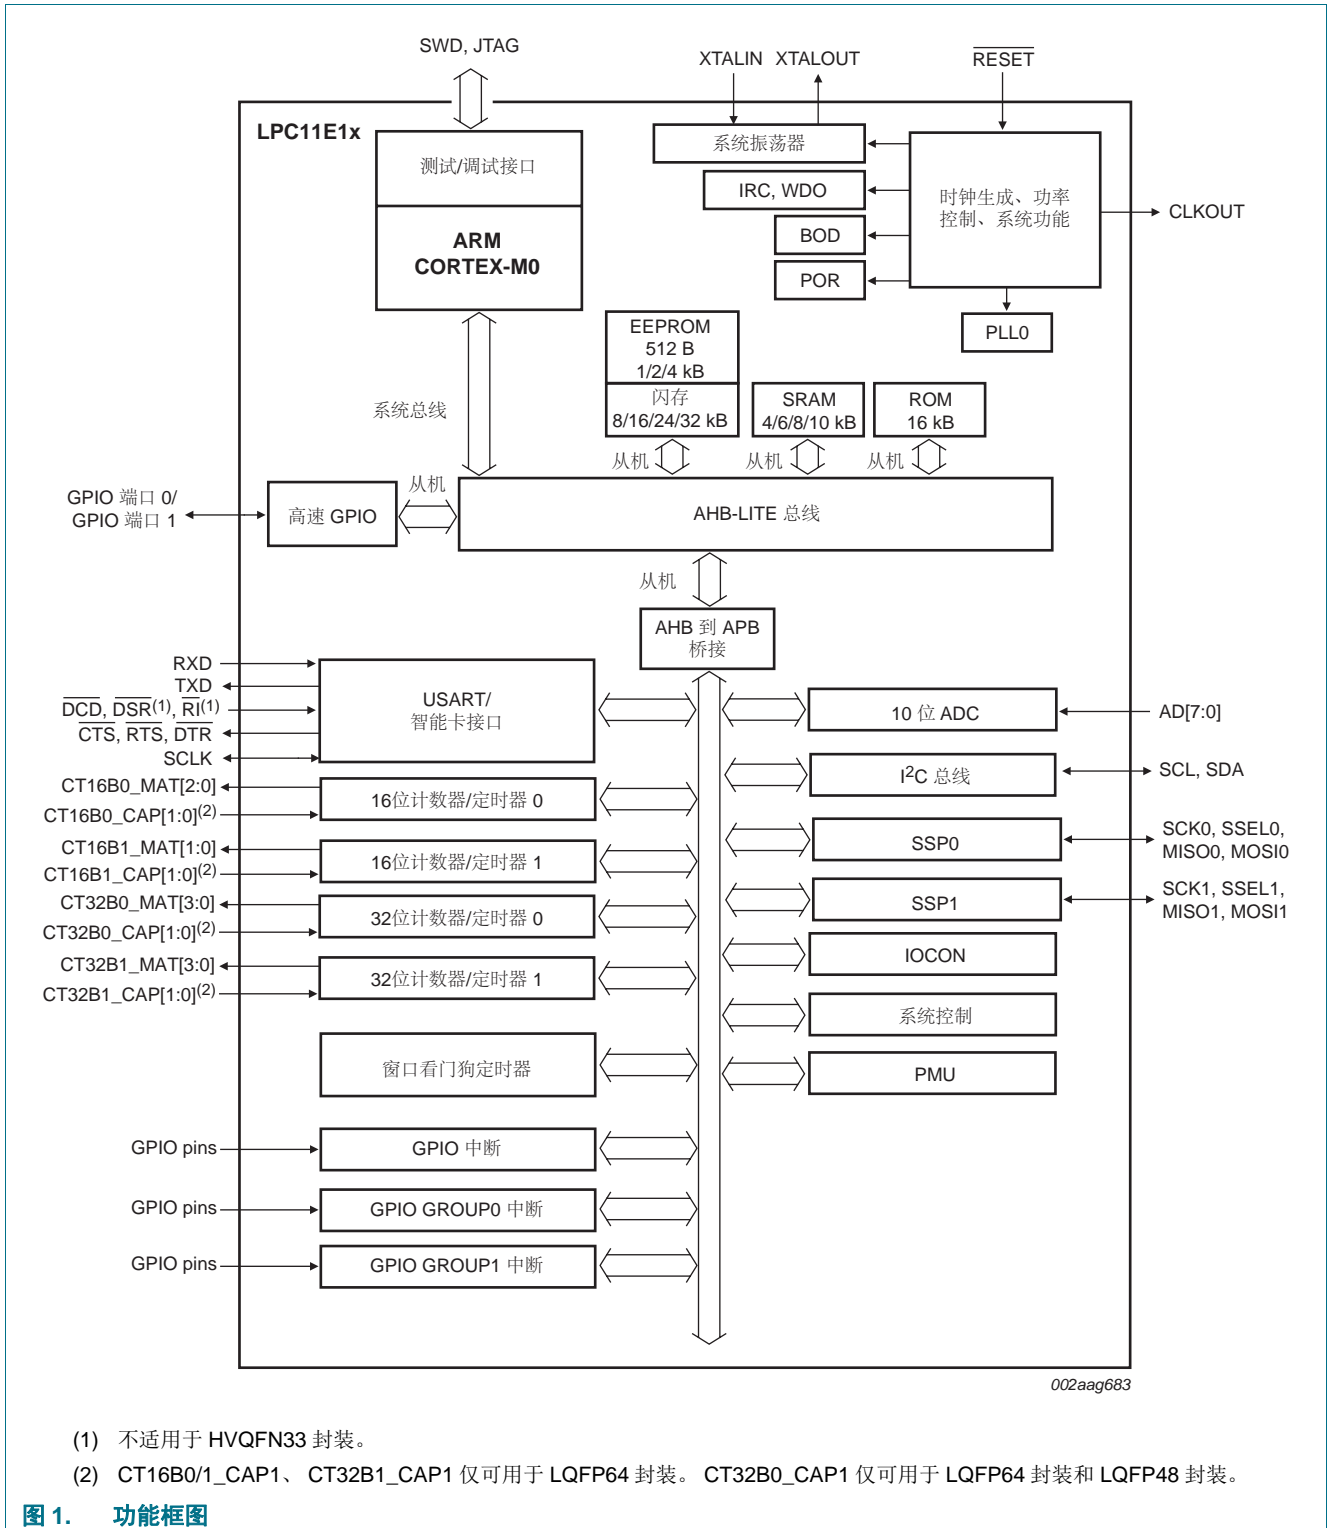 SWD, JTAG
XTALIN XTALOUT
RESET
LPC11E1x
测试/调试接口
ARM
CORTEX-M0
系统振荡器
IRC, WDO
BOD
POR
时钟生成、功率
控制、系统功能
CLKOUT
PLL0
EEPROM
512 B
1/2/4 kB
闪存
8/16/24/32 kB
SRAM
4/6/8/10 kB
ROM
16 kB
系统总线
从机
从机
从机
从机
GPIO 端口 0/
GPIO 端口 1
高速 GPIO
AHB-LITE 总线
从机
AHB 到 APB
桥接
RXD
TXD
DCD, DSR(1), RI(1)
CTS, RTS, DTR
SCLK
USART/
智能卡接口
10 位 ADC
AD[7:0]
CT16B0_MAT[2:0]
CT16B0_CAP[1:0](2)
16位计数器/定时器 0
I2C 总线
SCL, SDA
CT16B1_MAT[1:0]
CT16B1_CAP[1:0](2)
16位计数器/定时器 1
SSP0
SCK0, SSEL0,
MISO0, MOSI0
CT32B0_MAT[3:0]
CT32B0_CAP[1:0](2)
32位计数器/定时器 0
SSP1
SCK1, SSEL1,
MISO1, MOSI1
CT32B1_MAT[3:0]
CT32B1_CAP[1:0](2)
32位计数器/定时器 1
IOCON
系统控制
窗口看门狗定时器
PMU
GPIO pins
GPIO 中断
GPIO pins
GPIO GROUP0 中断
GPIO pins
GPIO GROUP1 中断
002aag683
(1) 不适用于 HVQFN33 封装。
(2) CT16B0/1_CAP1、 CT32B1_CAP1 仅可用于 LQFP64 封装。 CT32B0_CAP1 仅可用于 LQFP64 封装和 LQFP48 封装。
图 1. 功能框图